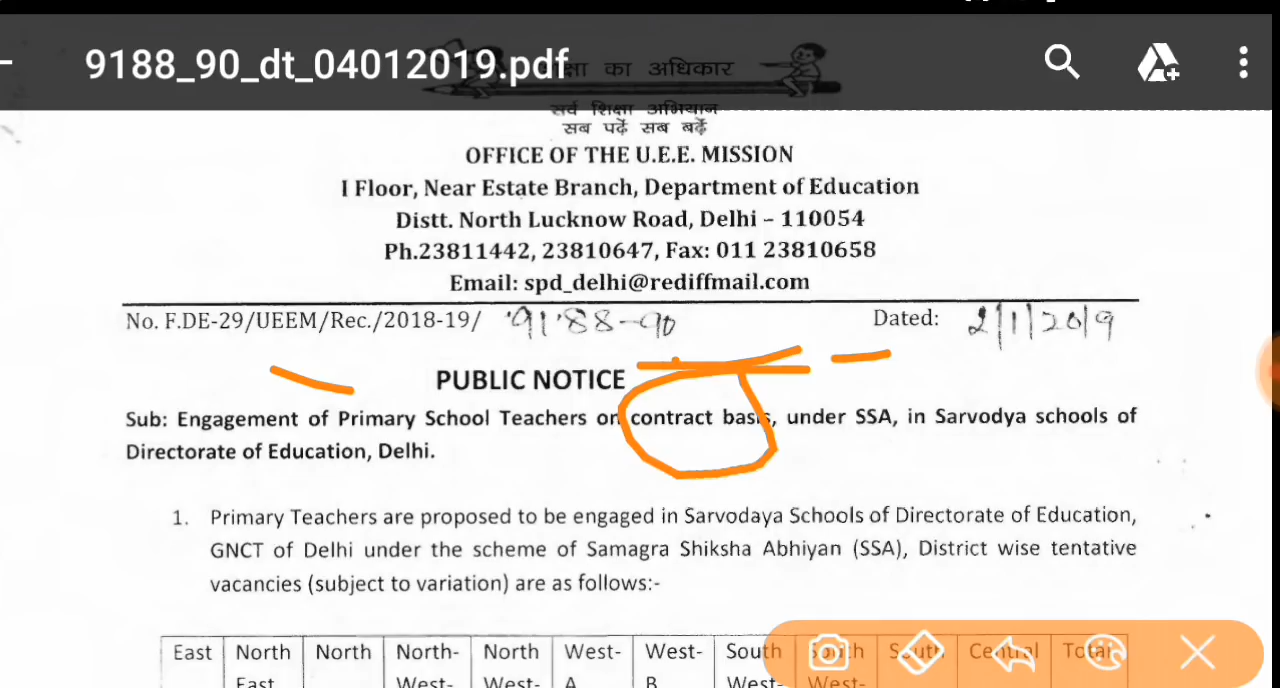 9188_90_dt_04012019.pdf
का अधिकार
सर्व शिक्षा अभियान
सब पढ़ें सब बढ़ें
OFFICE OF THE U.E.E. MISSION
I Floor, Near Estate Branch, Department of Education
Distt. North Lucknow Road, Delhi – 110054
Ph.23811442, 23810647, Fax: 011 23810658
Email: spd_delhi@rediffmail.com
No. F.DE-29/UEEM/Rec./2018-19/ 9188-90 Dated: 2/1/2019
PUBLIC NOTICE
Sub: Engagement of Primary School Teachers on contract basis, under SSA, in Sarvodya schools of
Directorate of Education, Delhi.
1. Primary Teachers are proposed to be engaged in Sarvodaya Schools of Directorate of Education,
GNCT of Delhi under the scheme of Samagra Shiksha Abhiyan (SSA), District wise tentative
vacancies (subject to variation) are as follows:-
East North North North- North West- West- South South South Central Total
East West- West- A B West- West-